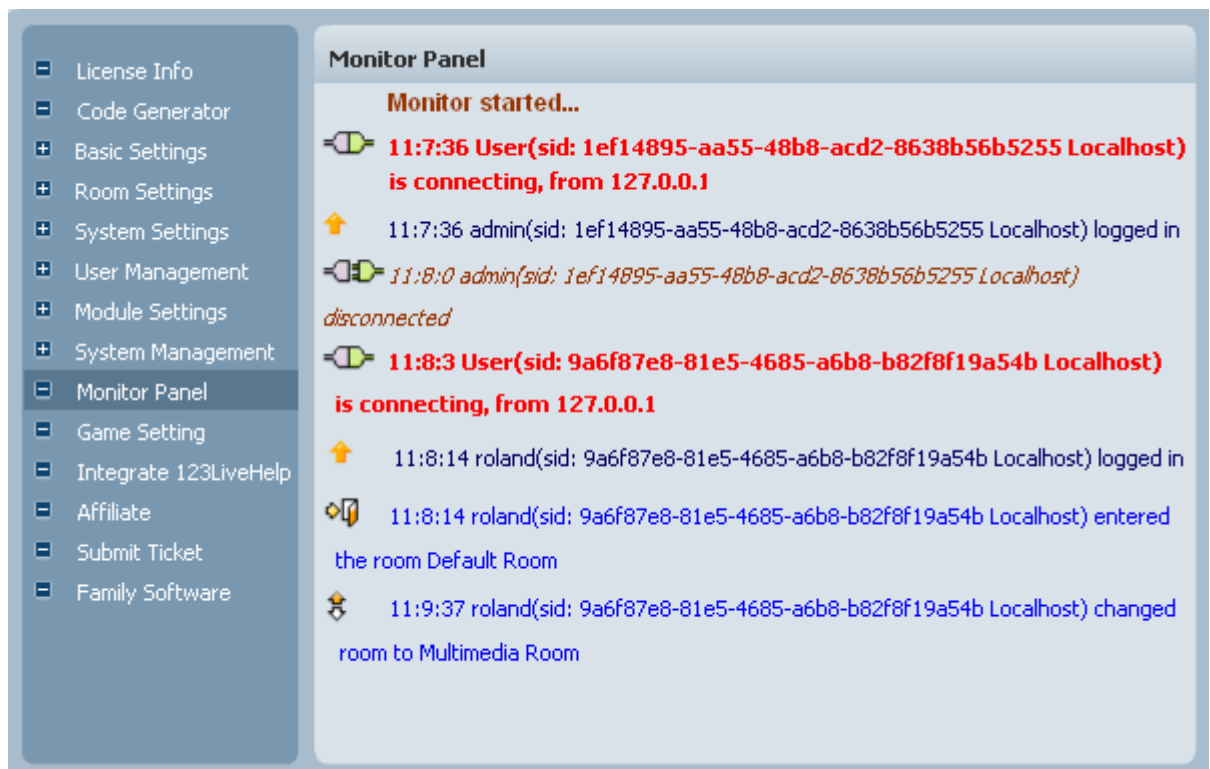 License Info
Code Generator
Basic Settings
Room Settings
System Settings
User Management
Module Settings
System Management
Monitor Panel
Game Setting
Integrate 123LiveHelp
Affiliate
Submit Ticket
Family Software
Monitor Panel
Monitor started...
11:7:36 User(sid: 1ef14895-aa55-48b8-acd2-8638b56b5255 Localhost)
is connecting, from 127.0.0.1
11:7:36 admin(sid: 1ef14895-aa55-48b8-acd2-8638b56b5255 Localhost) logged in
11:8:0 admin(sid: 1ef14895-aa55-48b8-acd2-8638b56b5255 Localhost)
disconnected
11:8:3 User(sid: 9a6f87e8-81e5-4685-a6b8-b82f8f19a54b Localhost)
is connecting, from 127.0.0.1
11:8:14 roland(sid: 9a6f87e8-81e5-4685-a6b8-b82f8f19a54b Localhost) logged in
11:8:14 roland(sid: 9a6f87e8-81e5-4685-a6b8-b82f8f19a54b Localhost) entered
the room Default Room
11:9:37 roland(sid: 9a6f87e8-81e5-4685-a6b8-b82f8f19a54b Localhost) changed
room to Multimedia Room